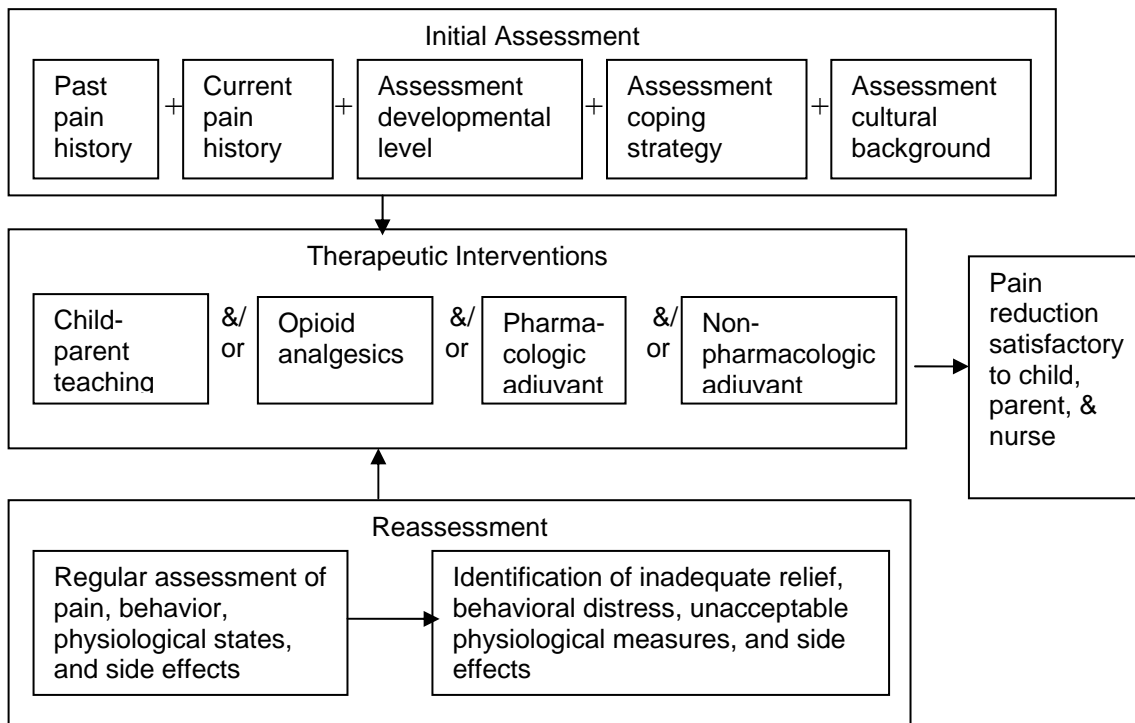 Initial Assessment
Past
pain
history
+
Current
pain
history
+
Assessment
developmental
level
+
Assessment
coping
strategy
+
Assessment
cultural
background
Therapeutic Interventions
Child-
parent
teaching
&/
or
Opioid
analgesics
&/
or
Pharma-
cologic
adjuvant
&/
or
Non-
pharmacologic
adjuvant
Pain
reduction
satisfactory
to child,
parent, &
nurse
Reassessment
Regular assessment of
pain, behavior,
physiological states,
and side effects
Identification of inadequate relief,
behavioral distress, unacceptable
physiological measures, and side
effects